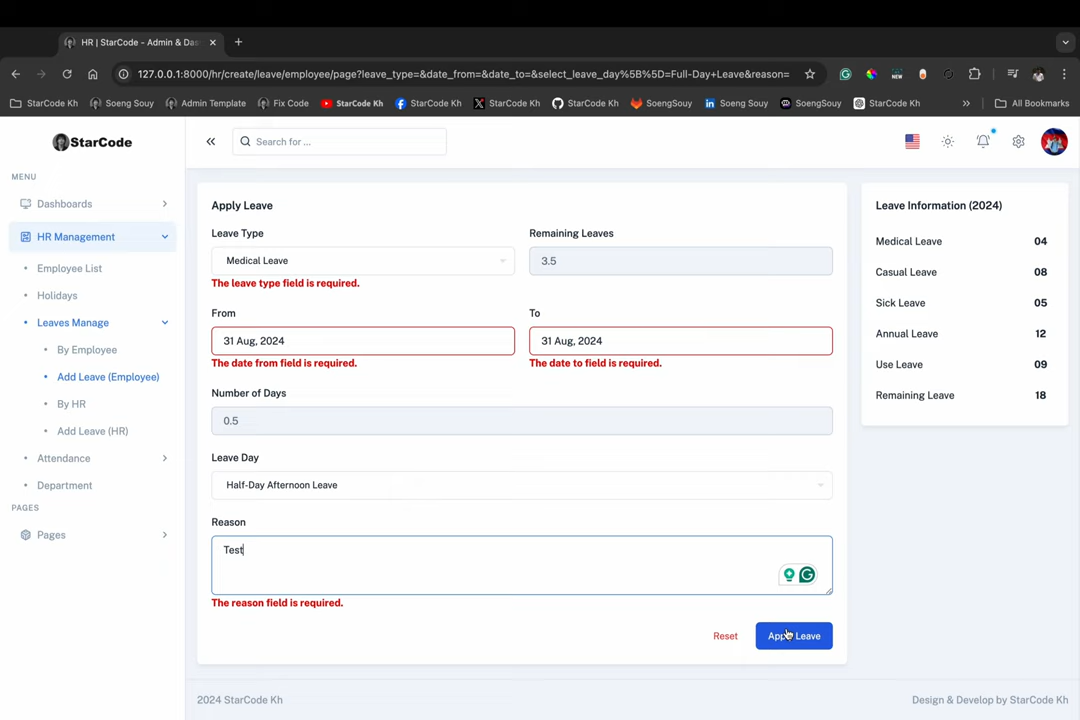 HR | StarCode - Admin & Das
127.0.0.1:8000/hr/create/leave/employee/page?leave_type=&date_from=&date_to=&select_leave_day%5B%5D=Full-Day+Leave&reason=
StarCode Kh
Soeng Souy
Admin Template
Fix Code
StarCode Kh
StarCode Kh
StarCode Kh
StarCode Kh
SoengSouy
Soeng Souy
SoengSouy
StarCode Kh
All Bookmarks
StarCode
Search for ...
MENU
Dashboards
HR Management
Employee List
Holidays
Leaves Manage
By Employee
Add Leave (Employee)
By HR
Add Leave (HR)
Attendance
Department
PAGES
Pages
Apply Leave
Leave Type
Remaining Leaves
Medical Leave
3.5
The leave type field is required.
From
To
31 Aug, 2024
31 Aug, 2024
The date from field is required.
The date to field is required.
Number of Days
0.5
Leave Day
Half-Day Afternoon Leave
Reason
Test
The reason field is required.
Reset
Apply Leave
Leave Information (2024)
Medical Leave 04
Casual Leave 08
Sick Leave 05
Annual Leave 12
Use Leave 09
Remaining Leave 18
2024 StarCode Kh
Design & Develop by StarCode Kh